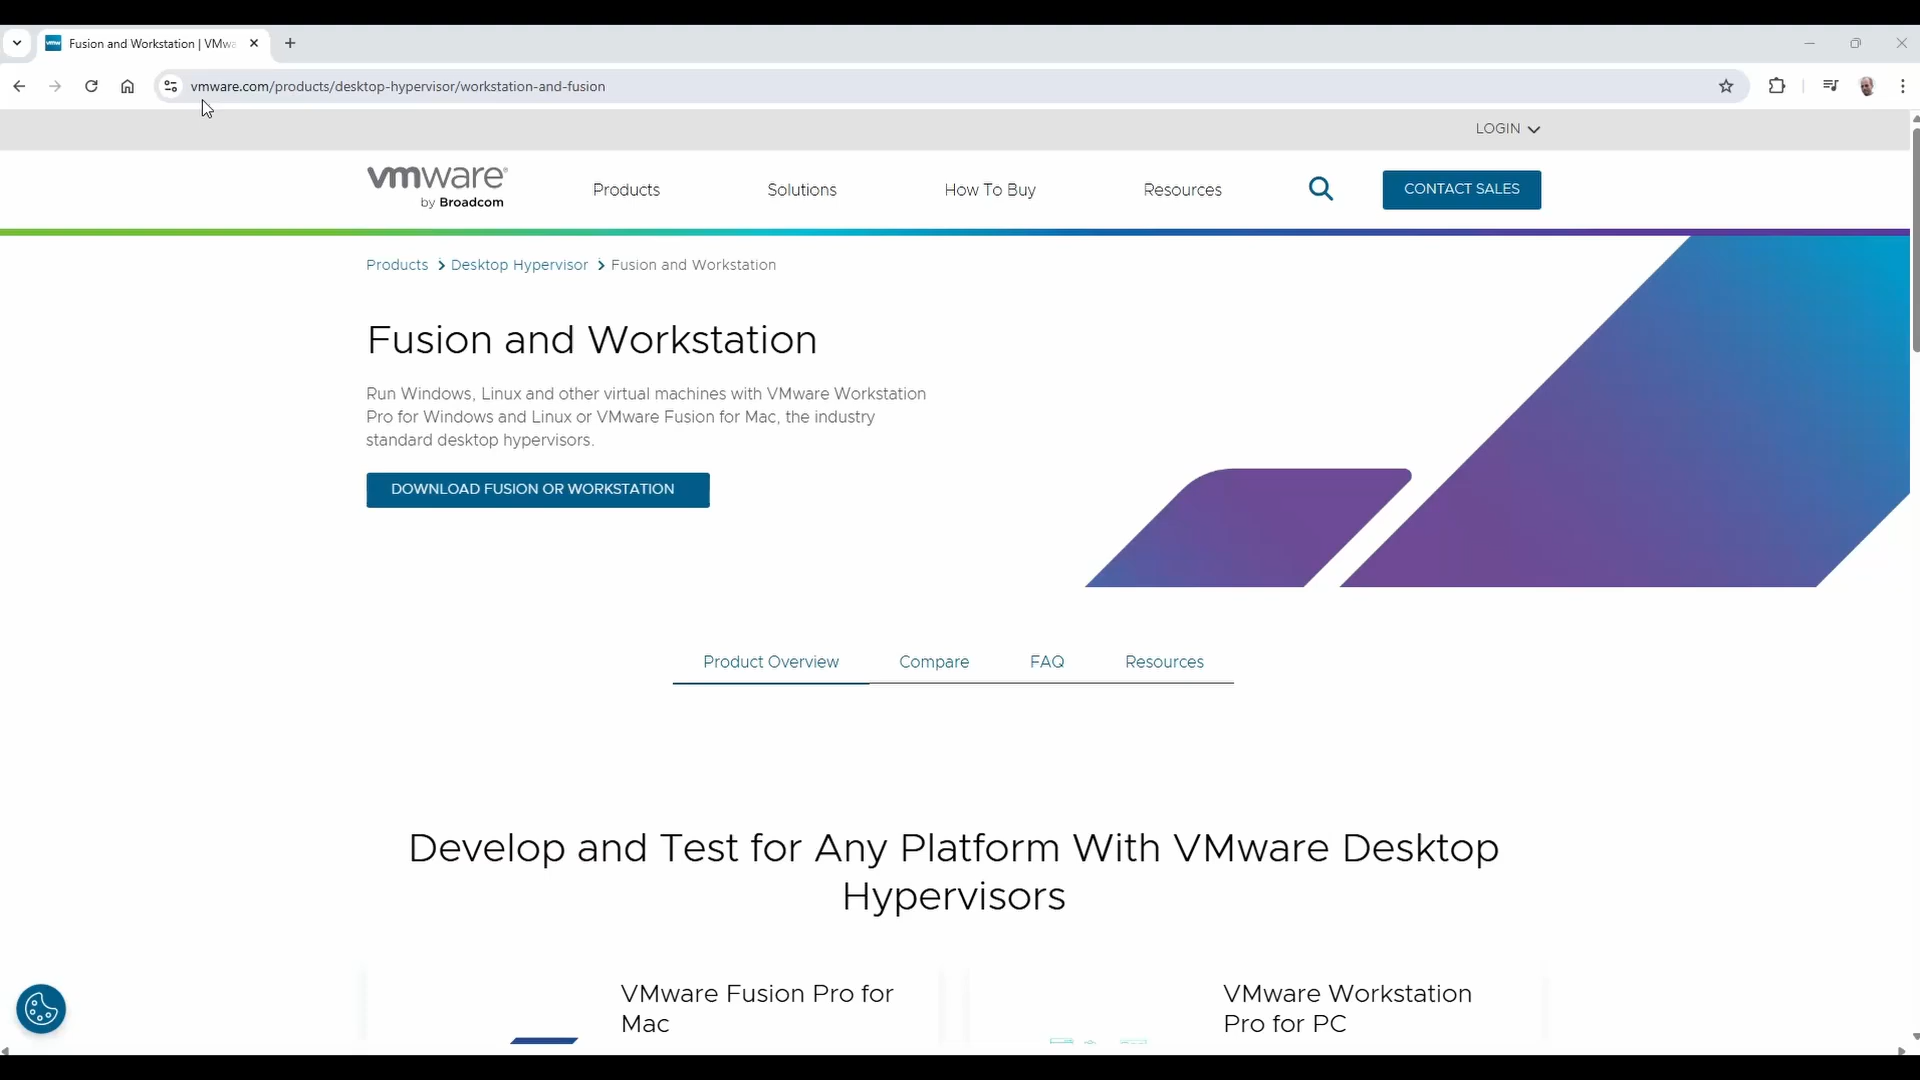 Fusion and Workstation | VMwa
vmware.com/products/desktop-hypervisor/workstation-and-fusion
LOGIN
vmware®
by Broadcom
Products
Solutions
How To Buy
Resources
CONTACT SALES
Products > Desktop Hypervisor > Fusion and Workstation
Fusion and Workstation
Run Windows, Linux and other virtual machines with VMware Workstation
Pro for Windows and Linux or VMware Fusion for Mac, the industry
standard desktop hypervisors.
DOWNLOAD FUSION OR WORKSTATION
Product Overview
Compare
FAQ
Resources
Develop and Test for Any Platform With VMware Desktop
Hypervisors
VMware Fusion Pro for
Mac
VMware Workstation
Pro for PC